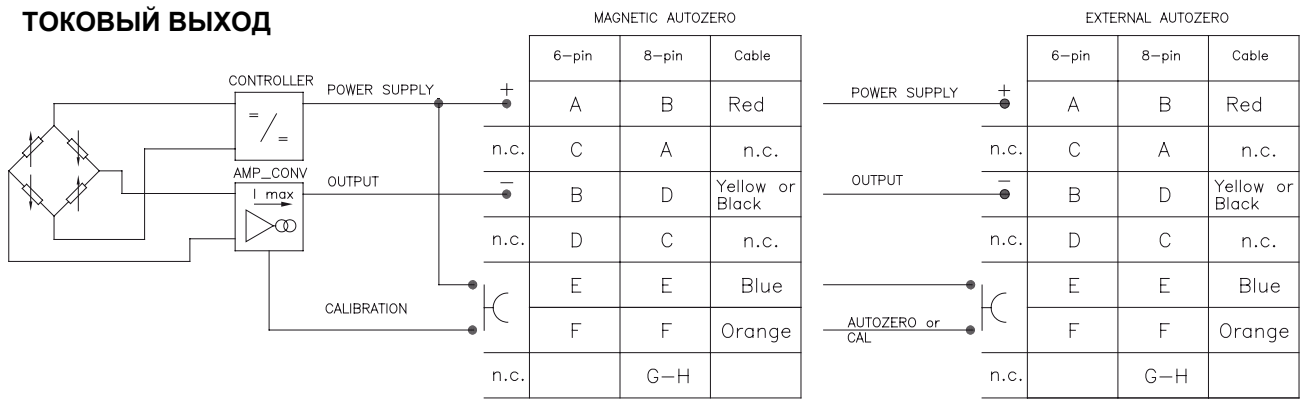 ТОКОВЫЙ ВЫХОД
MAGNETIC AUTOZERO
6-pin 8-pin Cable
CONTROLLER
= / =
POWER SUPPLY + A B Red
n.c. C A n.c.
AMP_CONV
I max
OUTPUT − B D Yellow or Black
n.c. D C n.c.
E E Blue
CALIBRATION F F Orange
n.c. G-H
EXTERNAL AUTOZERO
6-pin 8-pin Cable
POWER SUPPLY + A B Red
n.c. C A n.c.
OUTPUT − B D Yellow or Black
n.c. D C n.c.
E E Blue
AUTOZERO or CAL F F Orange
n.c. G-H